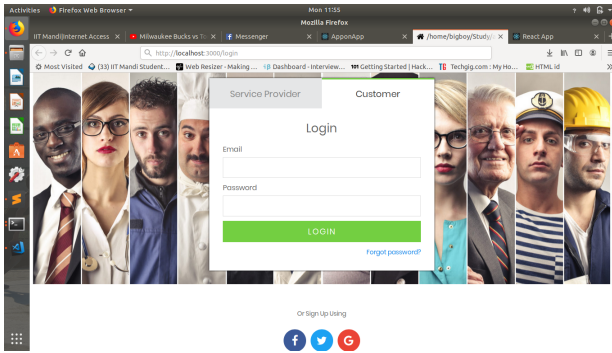 Activities Firefox Web Browser Mon 11:55
Mozilla Firefox
IIT Mandi|Internet Access Milwaukee Bucks vs To Messenger ApponApp /home/bigboy/Study/ React App
http://localhost:3000/login Search
Most Visited (33) IIT Mandi Student... Web Resizer - Making ... Dashboard - Interview... Getting Started | Hack... Techgig.com : My Ho... HTML id
Service Provider Customer
Login
Email
Password
LOGIN
Forgot password?
Or Sign Up Using
f
G